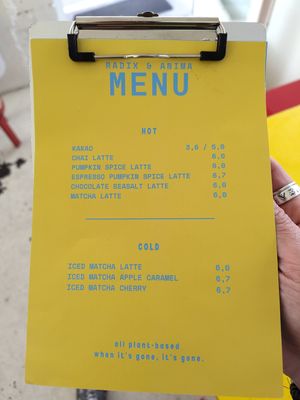 RADIX & ANIMA
MENU
HOT
KAKAO 3,6 / 5,6
CHAI LATTE 6,0
PUMPKIN SPICE LATTE 6,0
ESPRESSO PUMPKIN SPICE LATTE 6,7
CHOCOLATE SEASALT LATTE 6,0
MATCHA LATTE 6,0
COLD
ICED MATCHA LATTE 6,0
ICED MATCHA APPLE CARAMEL 6,7
ICED MATCHA CHERRY 6,7
all plant-based
when it's gone, it's gone.